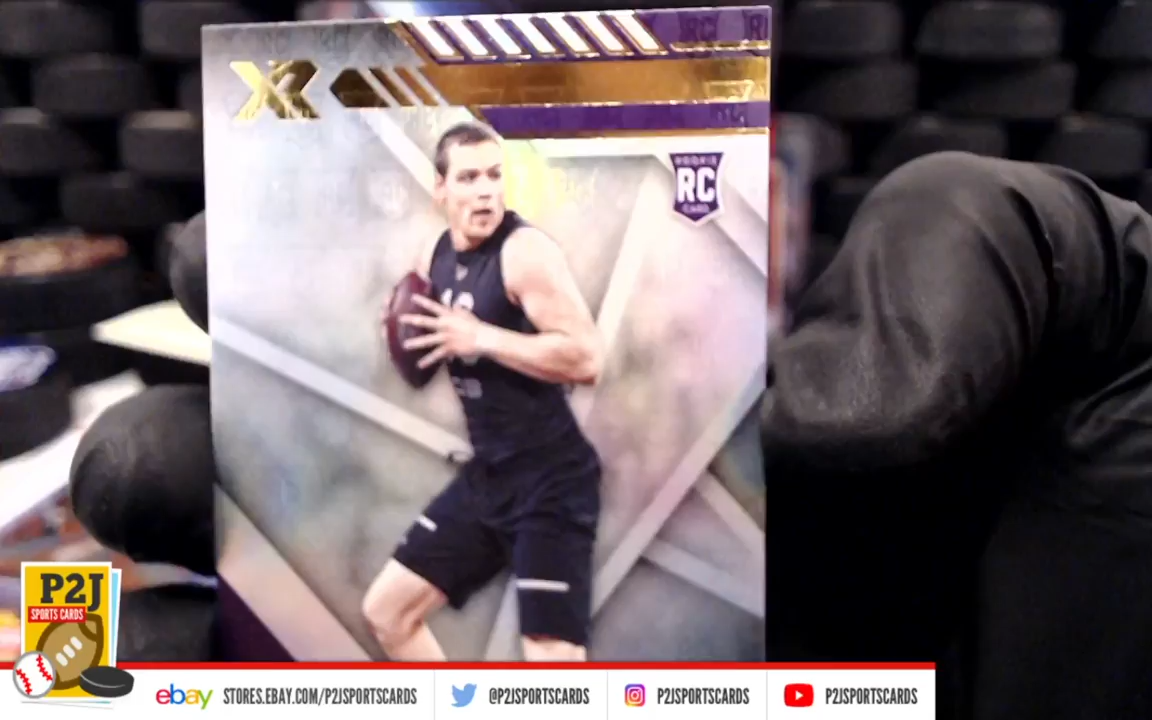 XR
ROOKIE
RC
CARD
P2J
SPORTS CARDS
ebay STORES.EBAY.COM/P2JSPORTSCARDS @P2JSPORTSCARDS P2JSPORTSCARDS P2JSPORTSCARDS